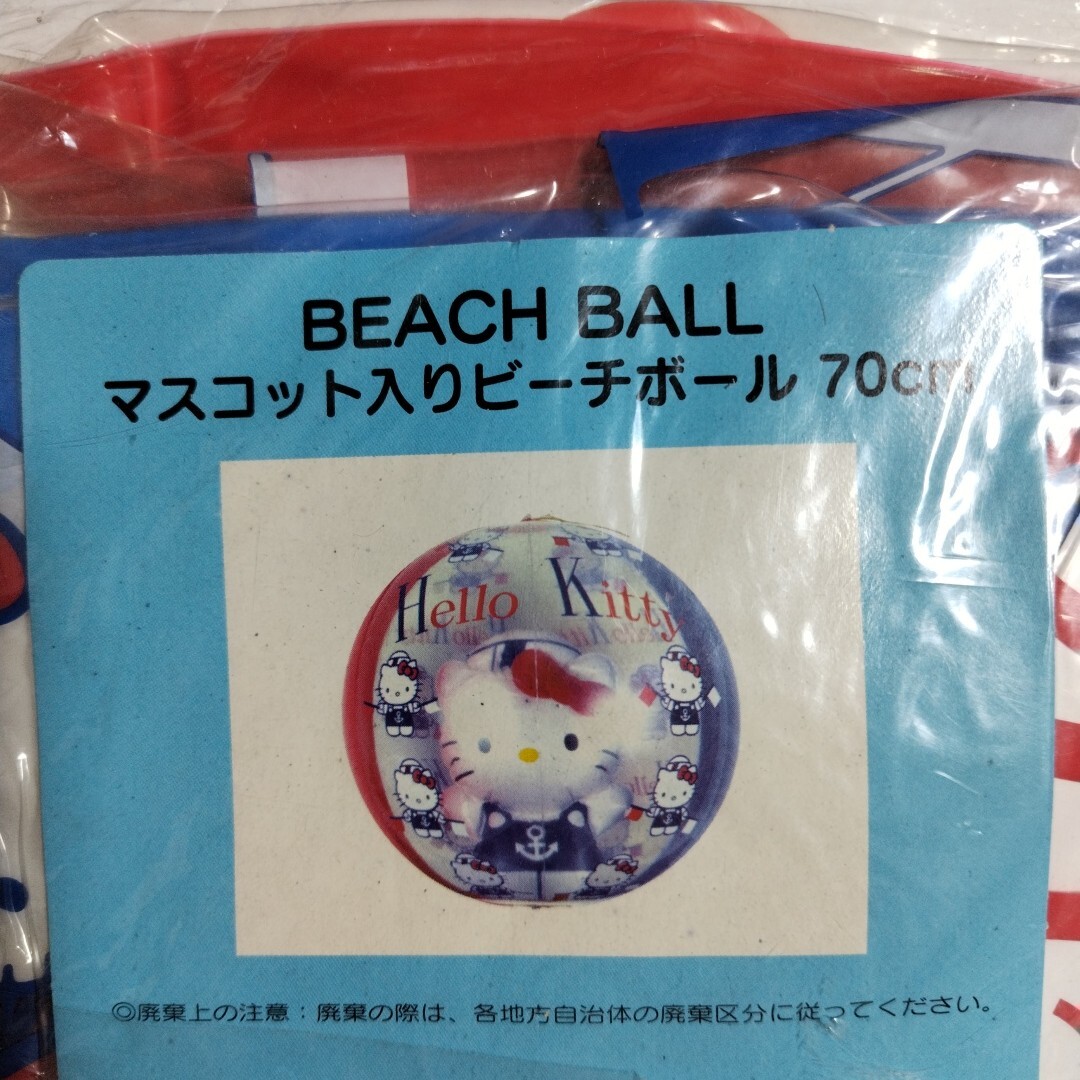 BEACH BALL
マスコット入りビーチボール 70cm
Hello Kitty
◎廃棄上の注意：廃棄の際は、各地方自治体の廃棄区分に従ってください。